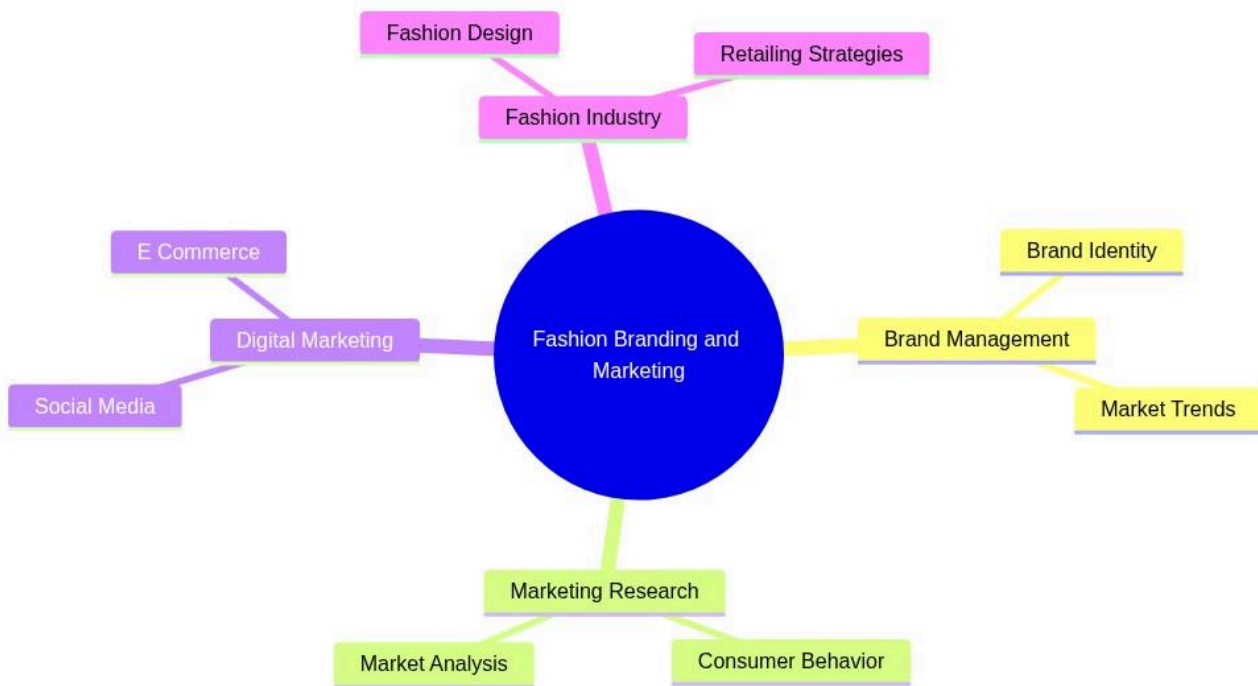 Fashion Design
Retailing Strategies
Fashion Industry
E Commerce
Brand Identity
Digital Marketing
Fashion Branding and
Marketing
Brand Management
Social Media
Market Trends
Marketing Research
Market Analysis
Consumer Behavior